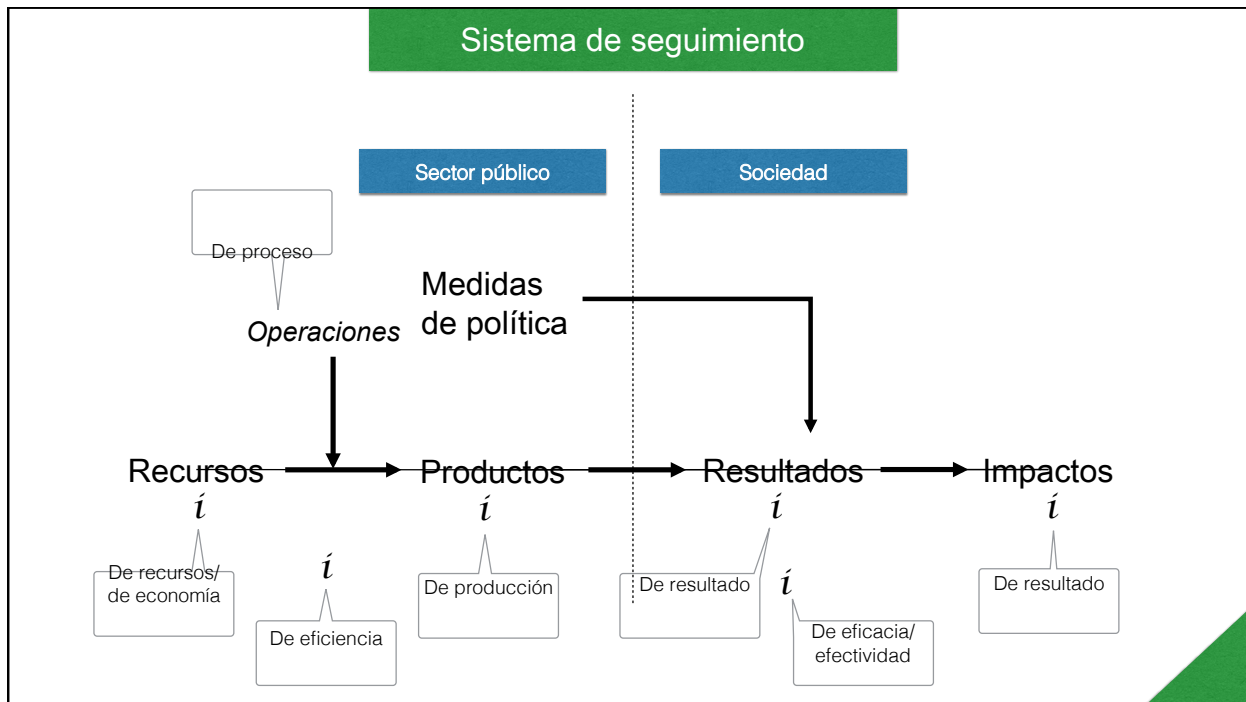 Sistema de seguimiento
Sector público
Sociedad
De proceso
Medidas
de política
Operaciones
Recursos
Productos
Resultados
Impactos
i
i
i
i
De recursos/
de economía
i
De eficiencia
De producción
De resultado
i
De eficacia/
efectividad
De resultado